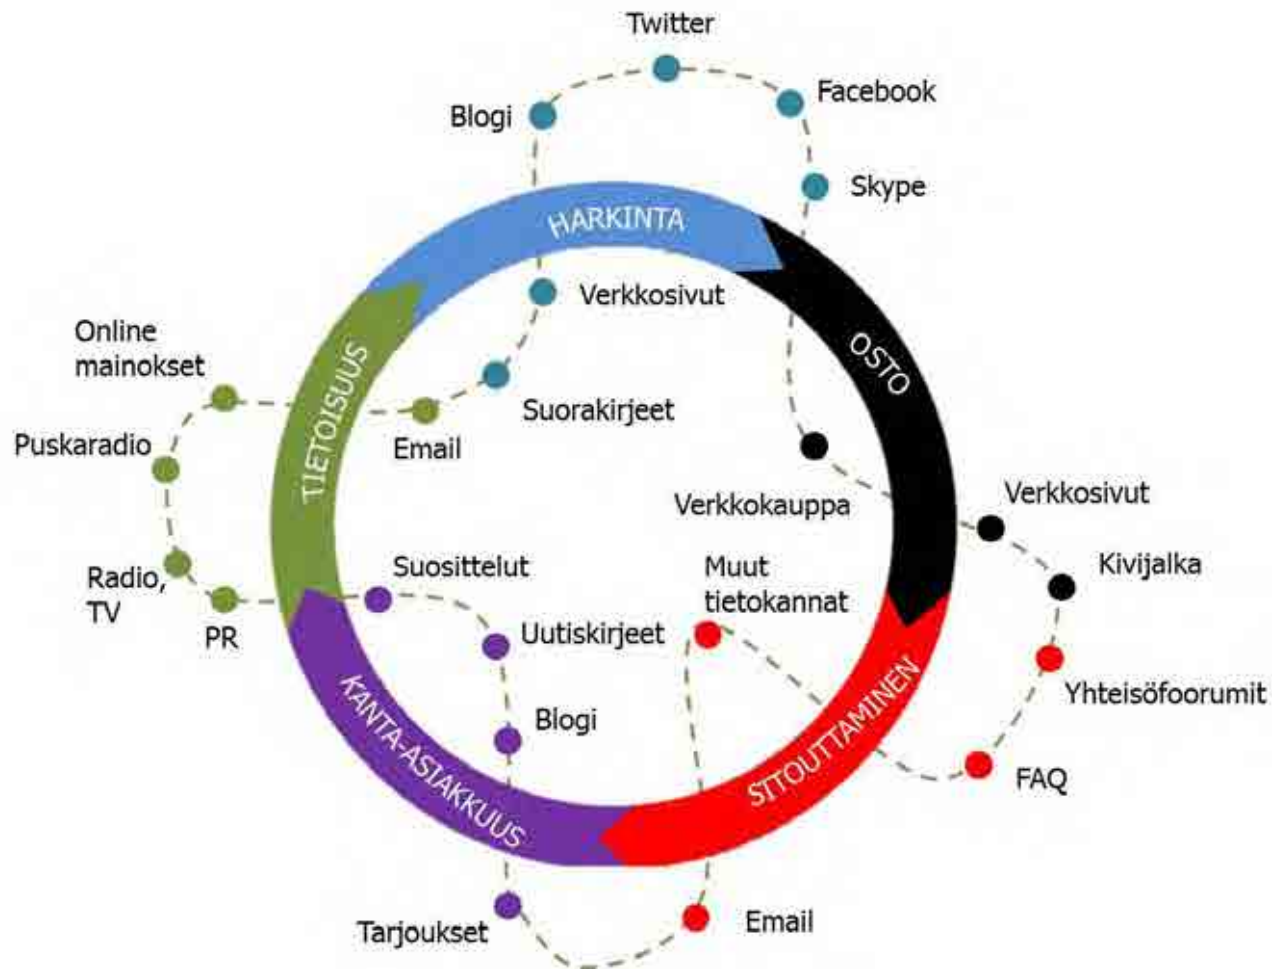 Twitter
Facebook
Blogi
Skype
HARKINTA
Verkkosivut
Online
mainokset
OSTO
TIETOISUUS
Suorakirjeet
Puskaradio
Email
Verkkokauppa
Verkkosivut
Radio,
TV
Suosittelut
Muut
tietokannat
Kivijalka
PR
Uutiskirjeet
Yhteisöfoorumit
KANTA-ASIAKKUUS
Blogi
SITOUTTAMINEN
FAQ
Tarjoukset
Email